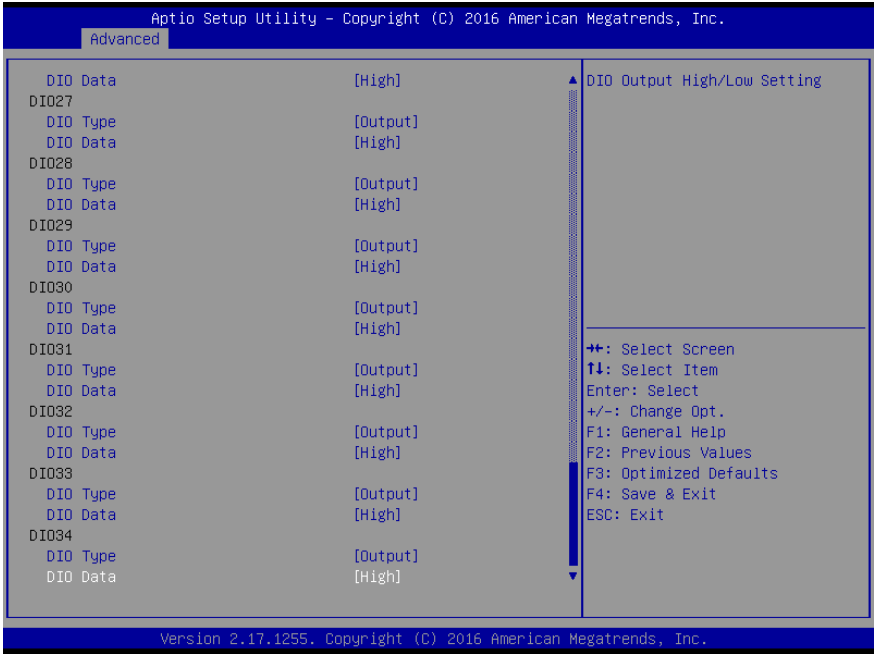 Aptio Setup Utility – Copyright (C) 2016 American Megatrends, Inc.
Advanced
DIO Data [High]
DIO27
DIO Type [Output]
DIO Data [High]
DIO28
DIO Type [Output]
DIO Data [High]
DIO29
DIO Type [Output]
DIO Data [High]
DIO30
DIO Type [Output]
DIO Data [High]
DIO31
DIO Type [Output]
DIO Data [High]
DIO32
DIO Type [Output]
DIO Data [High]
DIO33
DIO Type [Output]
DIO Data [High]
DIO34
DIO Type [Output]
DIO Data [High]
DIO Output High/Low Setting
→←: Select Screen
↑↓: Select Item
Enter: Select
+/-: Change Opt.
F1: General Help
F2: Previous Values
F3: Optimized Defaults
F4: Save & Exit
ESC: Exit
Version 2.17.1255. Copyright (C) 2016 American Megatrends, Inc.